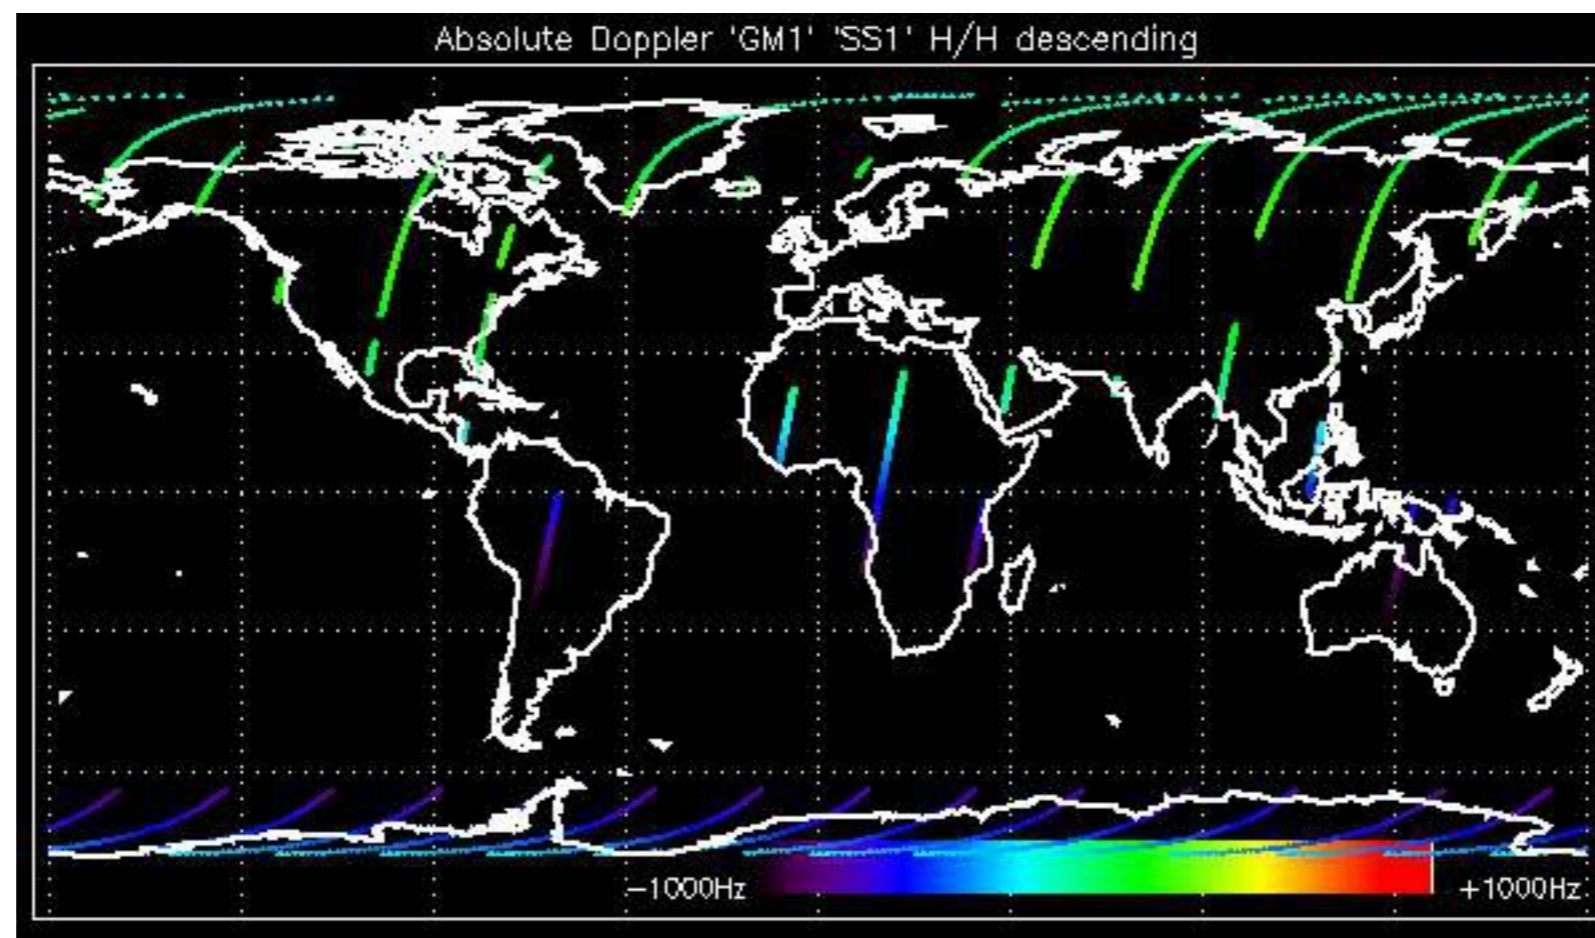 Absolute Doppler 'GM1' 'SS1' H/H descending
-1000Hz
+1000Hz